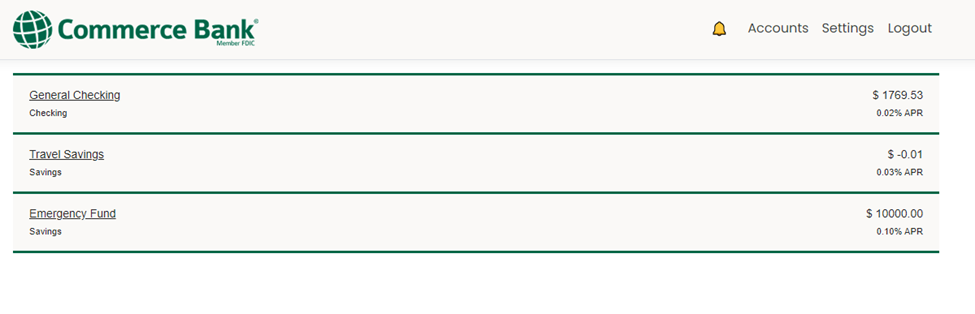 Commerce Bank®
Member FDIC
Accounts Settings Logout
General Checking $ 1769.53
Checking 0.02% APR
Travel Savings $ -0.01
Savings 0.03% APR
Emergency Fund $ 10000.00
Savings 0.10% APR